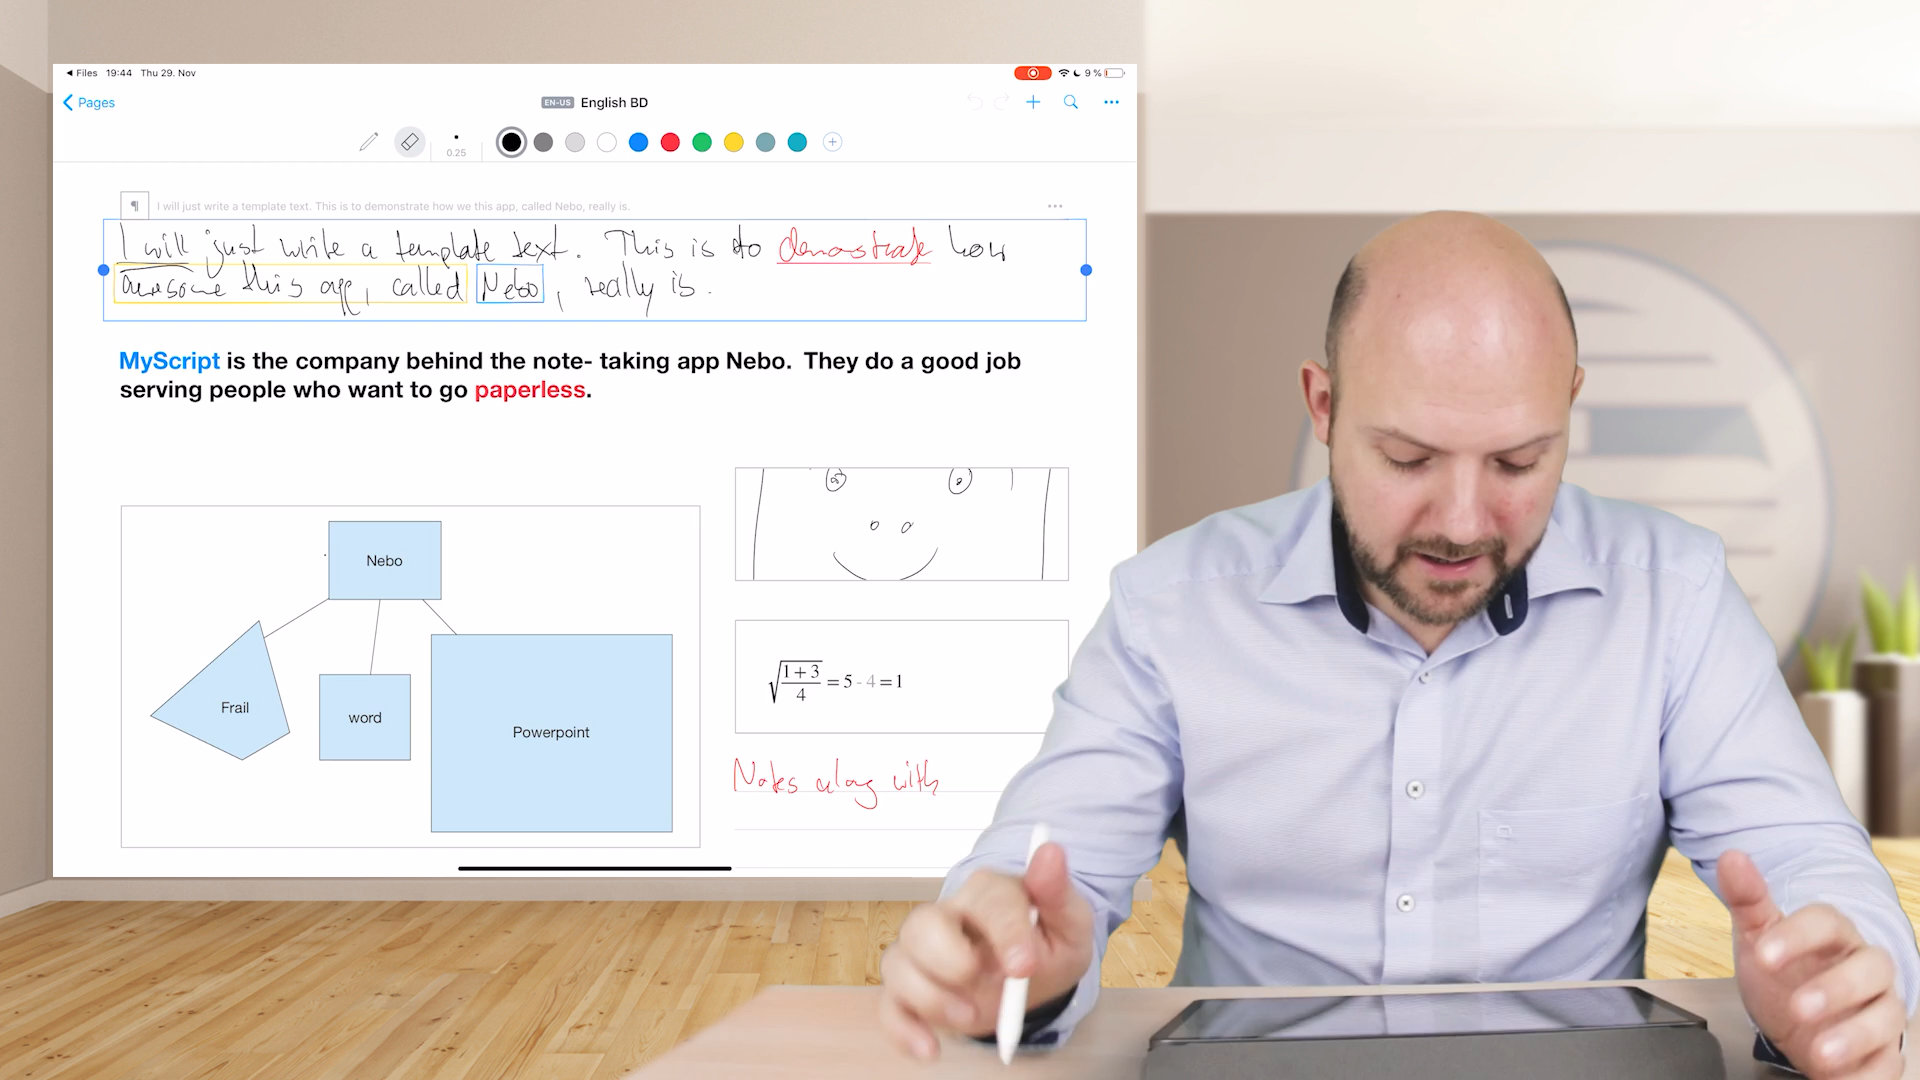 Files 19:44 Thu 29. Nov 9 %
Pages
EN-US English BD
0.25
I will just write a template text. This is to demonstrate how we this app, called Nebo, really is.
I will just write a template text. This is to demonstrate how
awesome this app, called Nebo, really is.
MyScript is the company behind the note- taking app Nebo. They do a good job
serving people who want to go paperless.
Nebo
Frail
word
Powerpoint
√((1+3)/4) = 5 - 4 = 1
Notes along with